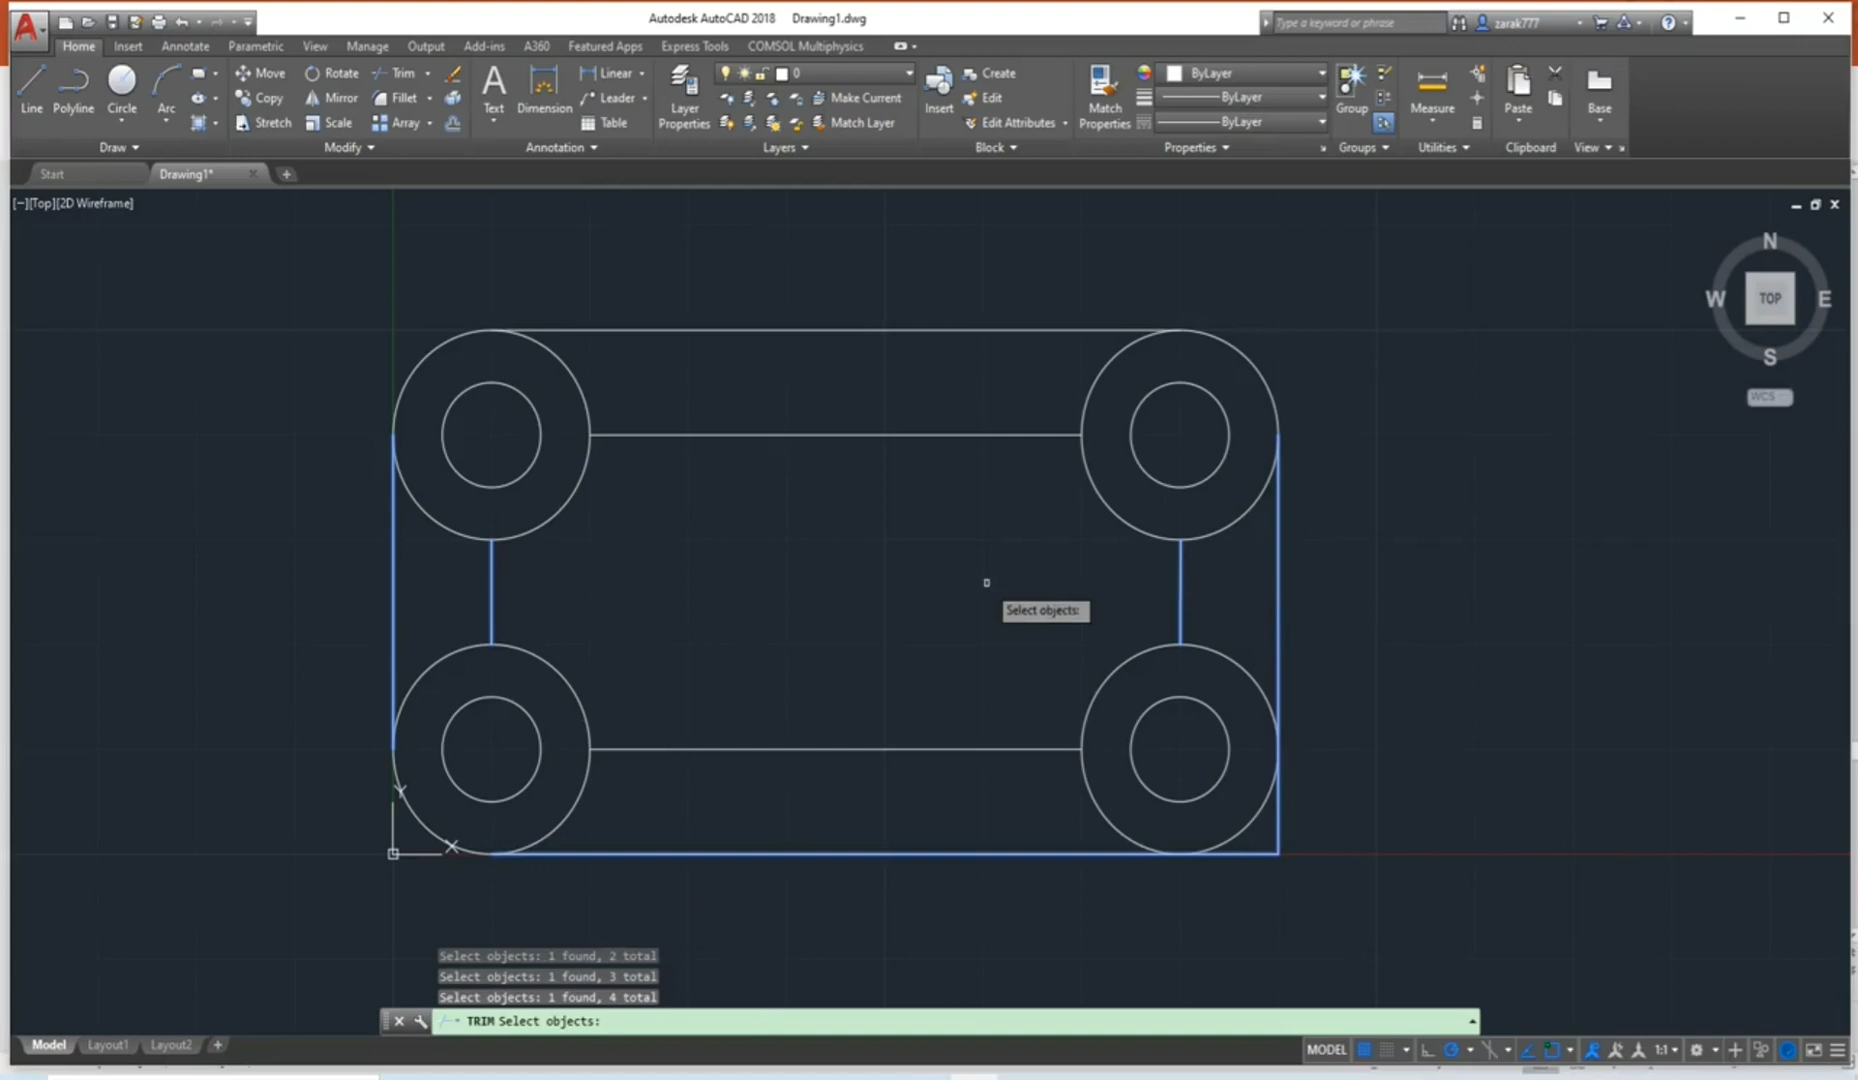 Autodesk AutoCAD 2018 Drawing1.dwg
Type a keyword or phrase
zarak777
Home Insert Annotate Parametric View Manage Output Add-ins A360 Featured Apps Express Tools COMSOL Multiphysics
Line Polyline Circle Arc
Move Rotate Trim
Copy Mirror Fillet
Stretch Scale Array
Text Dimension
Linear
Leader
Table
Layer Properties
0
Make Current
Match Layer
Insert
Create
Edit
Edit Attributes
Match Properties
ByLayer
ByLayer
ByLayer
Group Measure Paste Base
Draw Modify Annotation Layers Block Properties Groups Utilities Clipboard View
Start Drawing1*
[−][Top][2D Wireframe]
N
W TOP E
S
WCS
Select objects:
Y
X
Select objects: 1 found, 2 total
Select objects: 1 found, 3 total
Select objects: 1 found, 4 total
TRIM Select objects:
Model Layout1 Layout2 +
MODEL 1:1